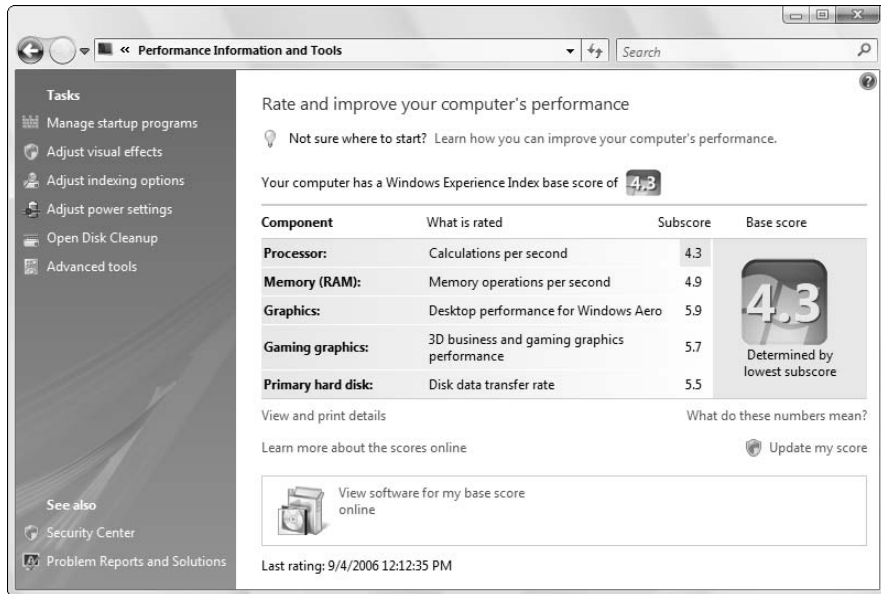 « Performance Information and Tools
Search
Tasks
Manage startup programs
Adjust visual effects
Adjust indexing options
Adjust power settings
Open Disk Cleanup
Advanced tools
See also
Security Center
Problem Reports and Solutions
Rate and improve your computer's performance
Not sure where to start? Learn how you can improve your computer's performance.
Your computer has a Windows Experience Index base score of 4.3
Component What is rated Subscore Base score
Processor: Calculations per second 4.3
Memory (RAM): Memory operations per second 4.9
Graphics: Desktop performance for Windows Aero 5.9
Gaming graphics: 3D business and gaming graphics
performance 5.7
Primary hard disk: Disk data transfer rate 5.5
4.3
Determined by
lowest subscore
View and print details What do these numbers mean?
Learn more about the scores online Update my score
View software for my base score
online
Last rating: 9/4/2006 12:12:35 PM